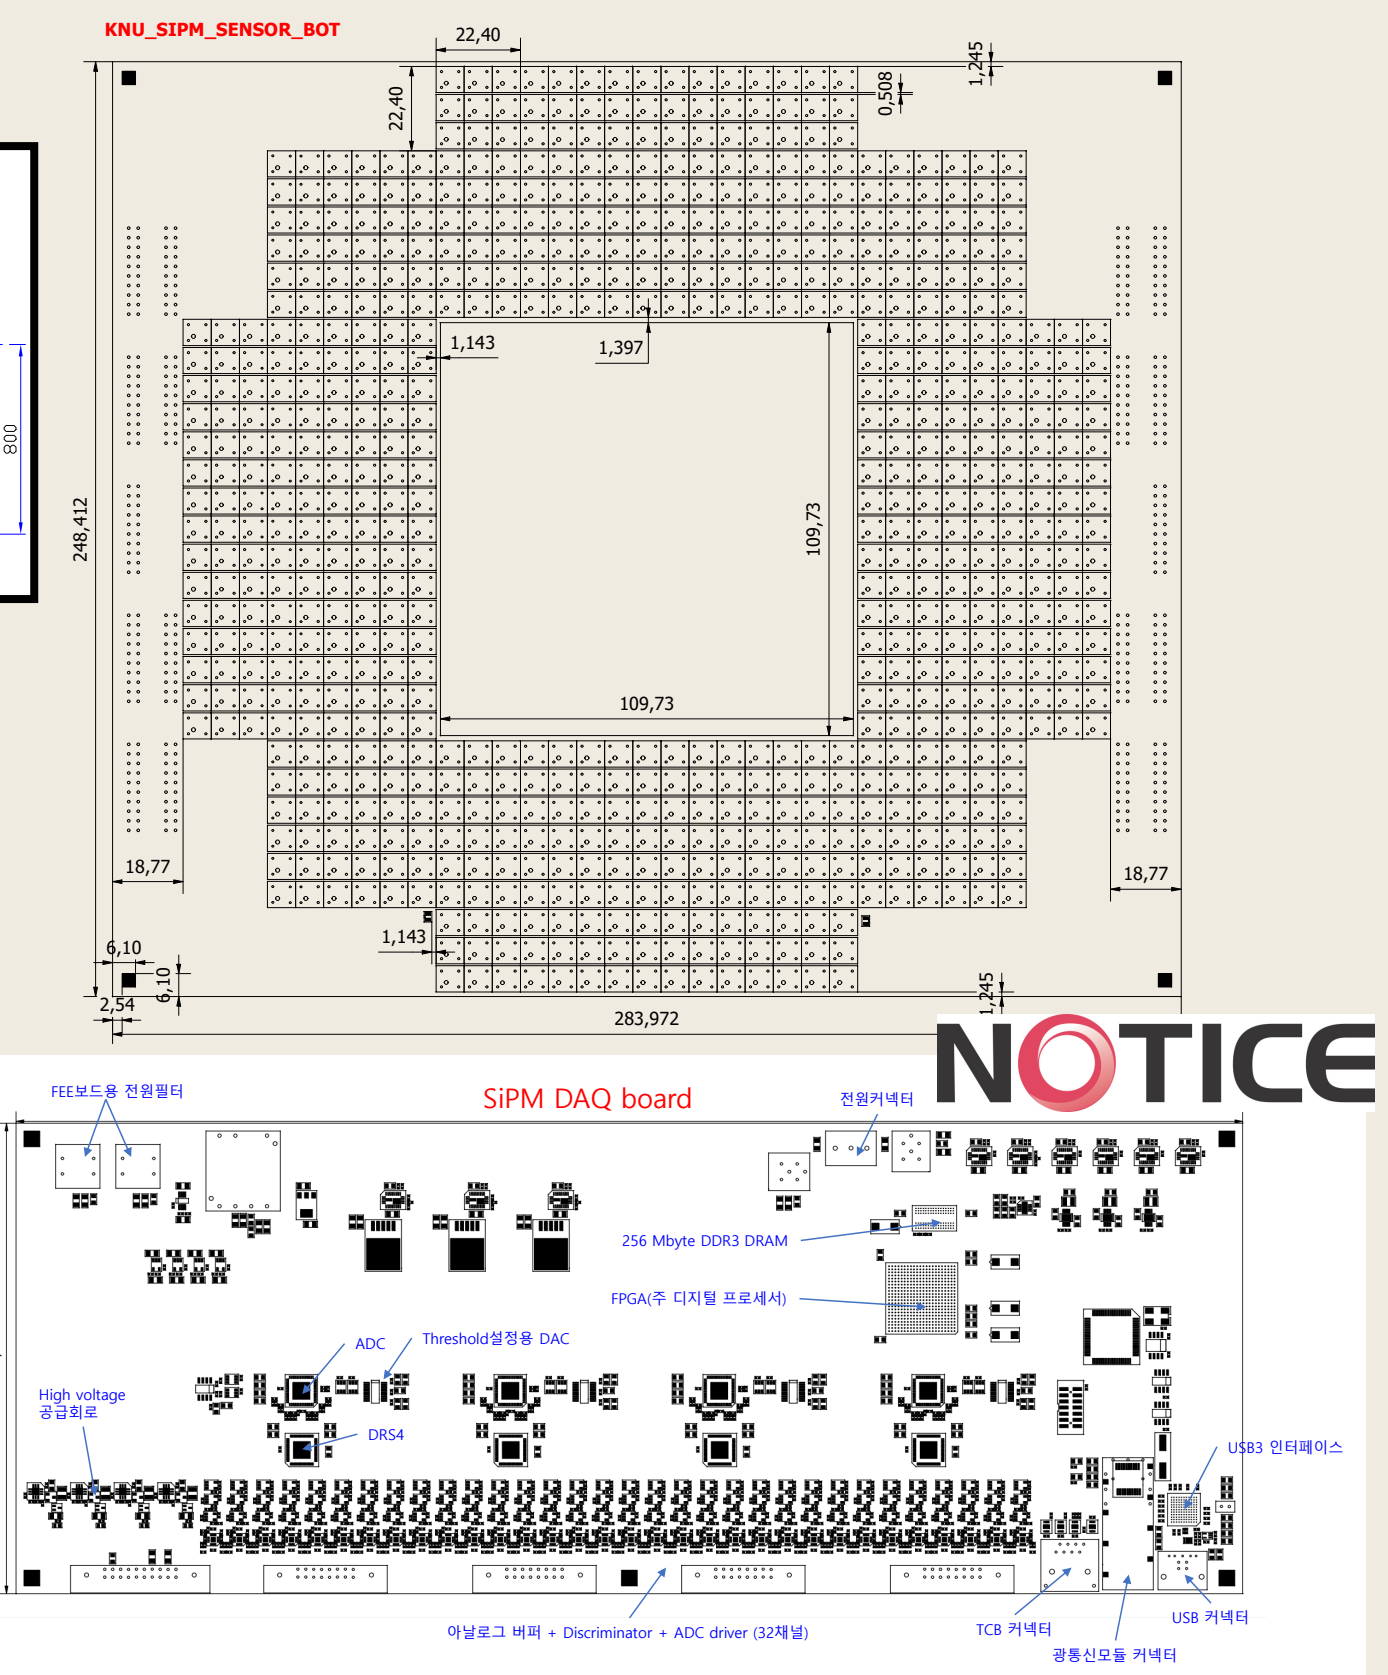 KNU_SIPM_SENSOR_BOT
22,40
1,245
22,40
0,508
1,143
1,397
800
248,412
109,73
109,73
18,77
18,77
1,143
6,10
6,10
2,54
1,245
283,972
NOTICE
SiPM DAQ board
FEE보드용 전원필터
전원커넥터
256 Mbyte DDR3 DRAM
FPGA(주 디지털 프로세서)
ADC
Threshold설정용 DAC
High voltage
공급회로
DRS4
USB3 인터페이스
아날로그 버퍼 + Discriminator + ADC driver (32채널)
TCB 커넥터
USB 커넥터
광통신모듈 커넥터